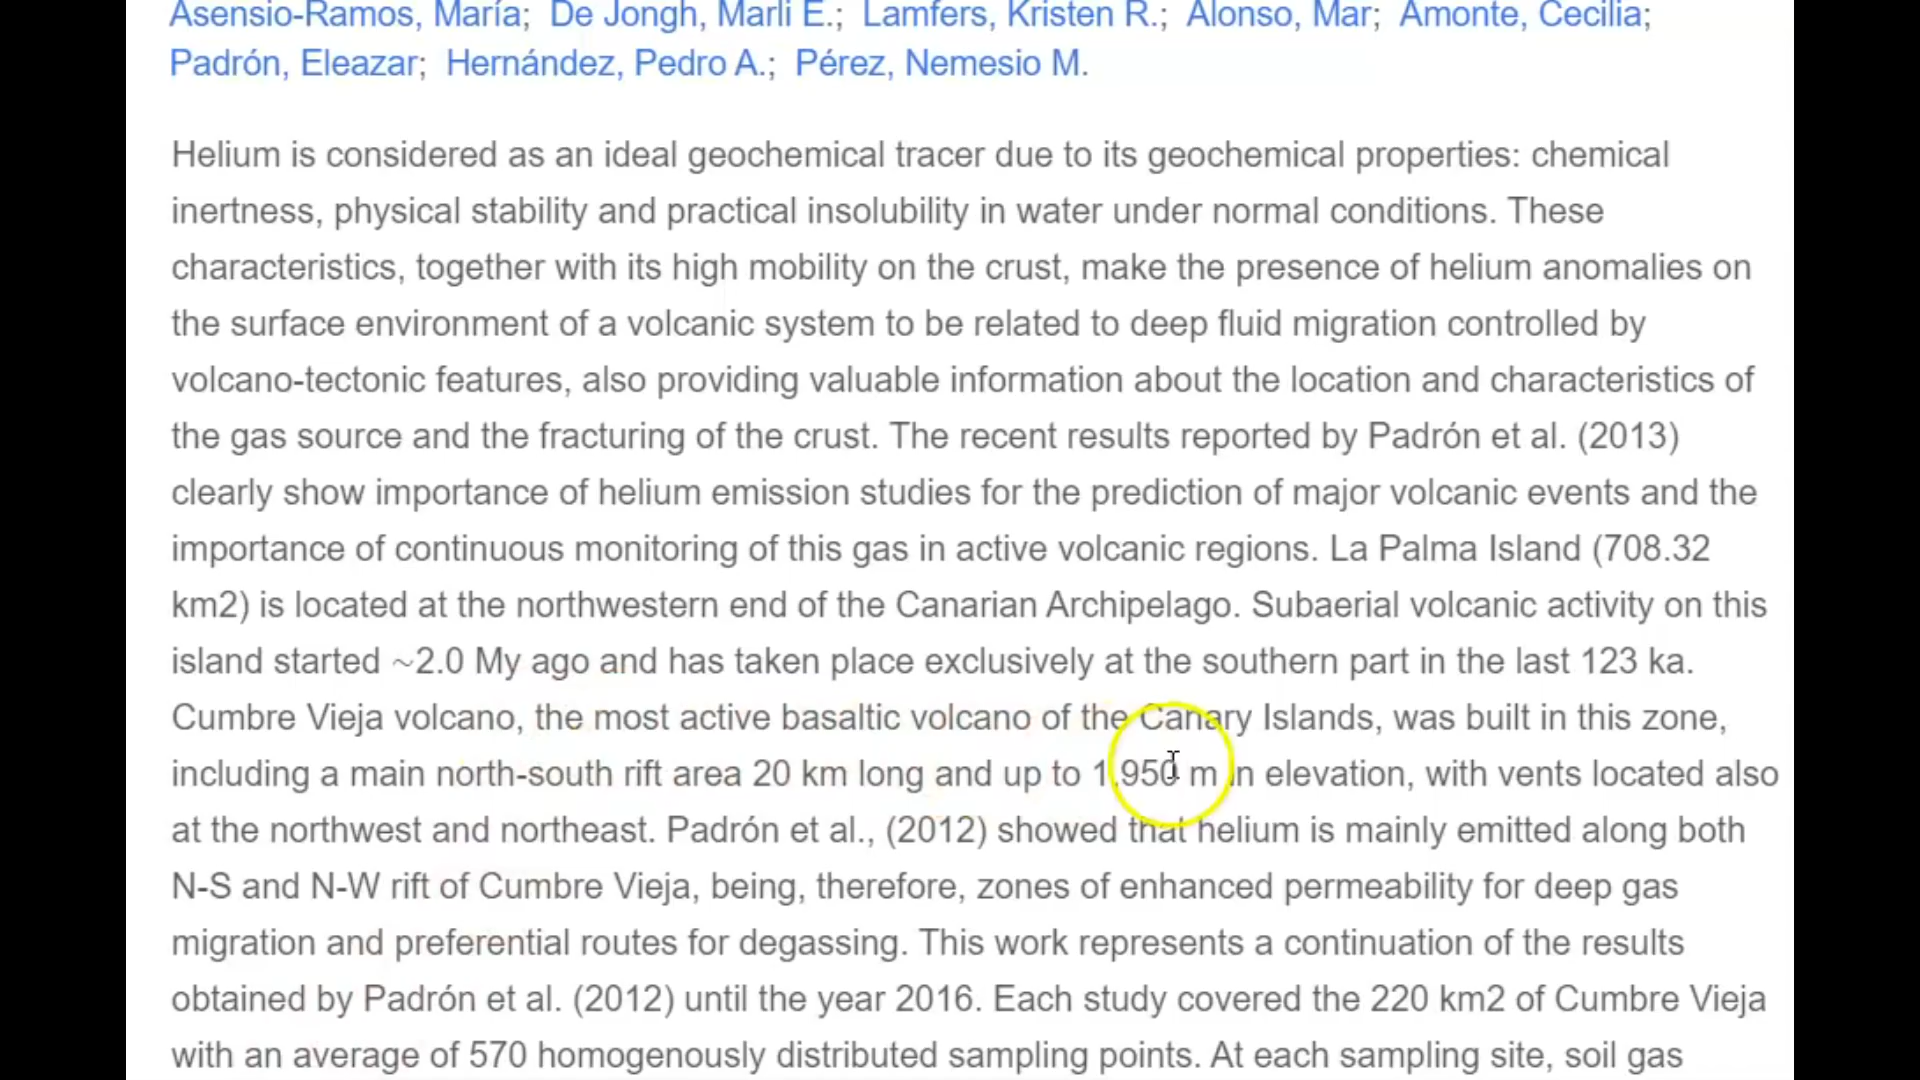 Asensio-Ramos, María; De Jongh, Marli E.; Lamfers, Kristen R.; Alonso, Mar; Amonte, Cecilia;
Padrón, Eleazar; Hernández, Pedro A.; Pérez, Nemesio M.
Helium is considered as an ideal geochemical tracer due to its geochemical properties: chemical
inertness, physical stability and practical insolubility in water under normal conditions. These
characteristics, together with its high mobility on the crust, make the presence of helium anomalies on
the surface environment of a volcanic system to be related to deep fluid migration controlled by
volcano-tectonic features, also providing valuable information about the location and characteristics of
the gas source and the fracturing of the crust. The recent results reported by Padrón et al. (2013)
clearly show importance of helium emission studies for the prediction of major volcanic events and the
importance of continuous monitoring of this gas in active volcanic regions. La Palma Island (708.32
km2) is located at the northwestern end of the Canarian Archipelago. Subaerial volcanic activity on this
island started ~2.0 My ago and has taken place exclusively at the southern part in the last 123 ka.
Cumbre Vieja volcano, the most active basaltic volcano of the Canary Islands, was built in this zone,
including a main north-south rift area 20 km long and up to 1,950 m in elevation, with vents located also
at the northwest and northeast. Padrón et al., (2012) showed that helium is mainly emitted along both
N-S and N-W rift of Cumbre Vieja, being, therefore, zones of enhanced permeability for deep gas
migration and preferential routes for degassing. This work represents a continuation of the results
obtained by Padrón et al. (2012) until the year 2016. Each study covered the 220 km2 of Cumbre Vieja
with an average of 570 homogenously distributed sampling points. At each sampling site, soil gas